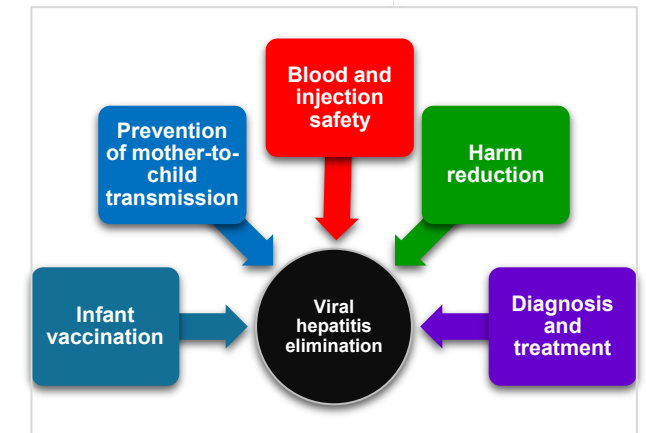 Blood and
injection
safety
Prevention
of mother-to-
child
transmission
Harm
reduction
Infant
vaccination
Viral
hepatitis
elimination
Diagnosis
and
treatment